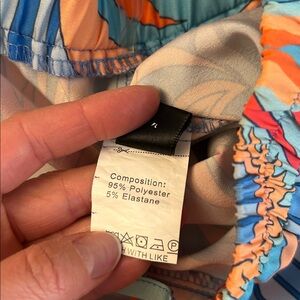 Composition:
95% Polyester
5% Elastane
WITH LIKE